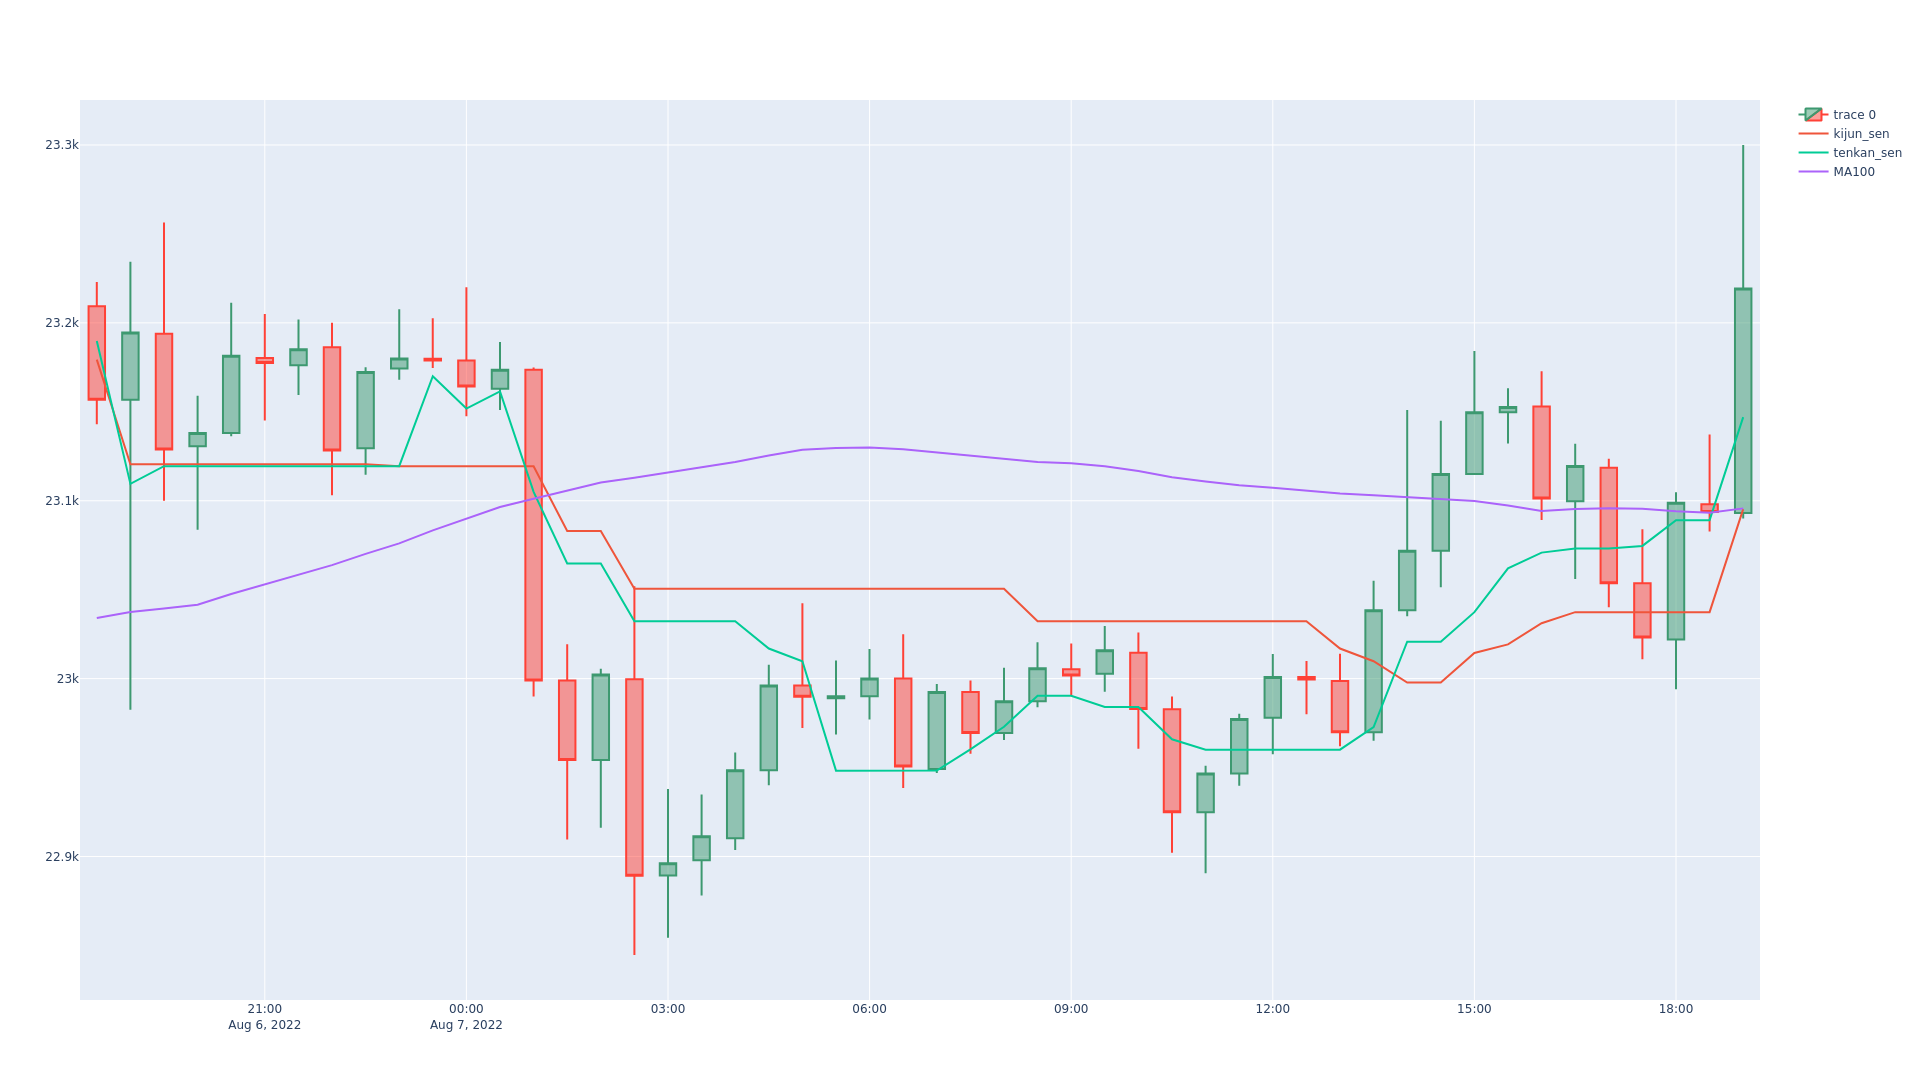 23.3k
23.2k
23.1k
23k
22.9k
21:00
Aug 6, 2022
00:00
Aug 7, 2022
03:00
06:00
09:00
12:00
15:00
18:00
trace 0
kijun_sen
tenkan_sen
MA100